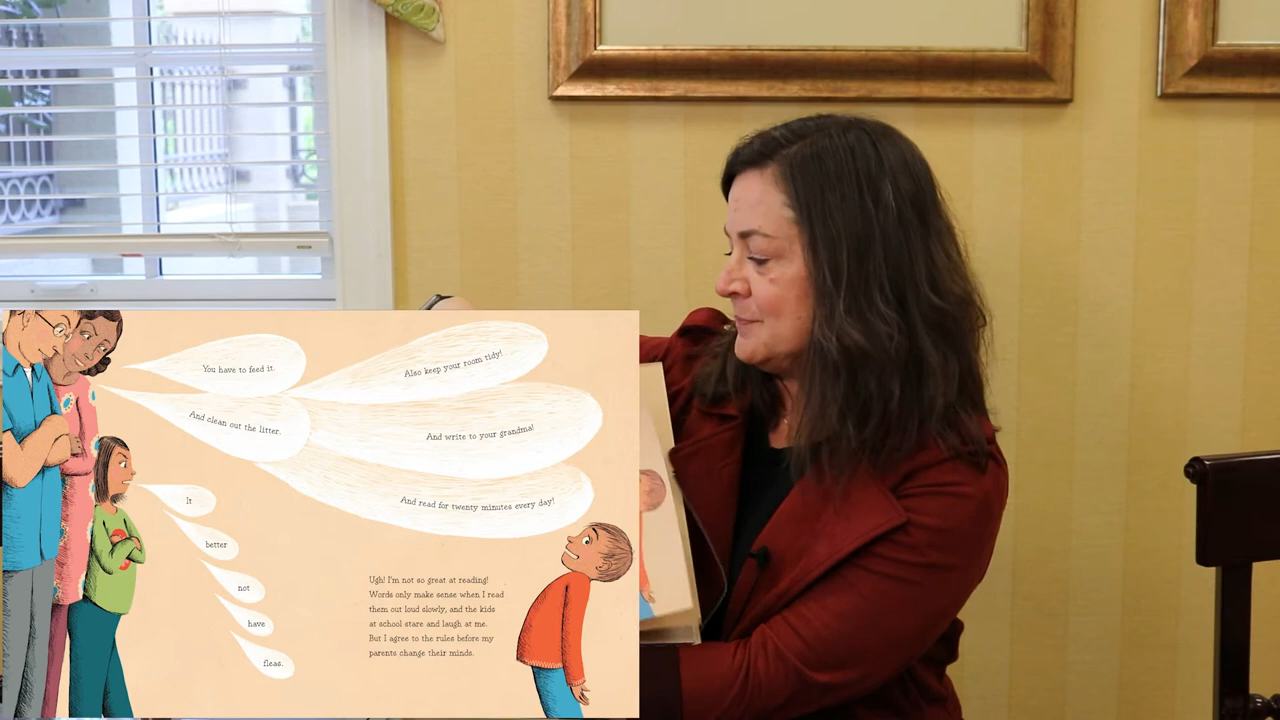 You have to feed it.
And clean out the litter.
Also keep your room tidy!
And write to your grandma!
And read for twenty minutes every day!
It
better
not
have
fleas.
Ugh! I'm not so great at reading!
Words only make sense when I read
them out loud slowly, and the kids
at school stare and laugh at me.
But I agree to the rules before my
parents change their minds.